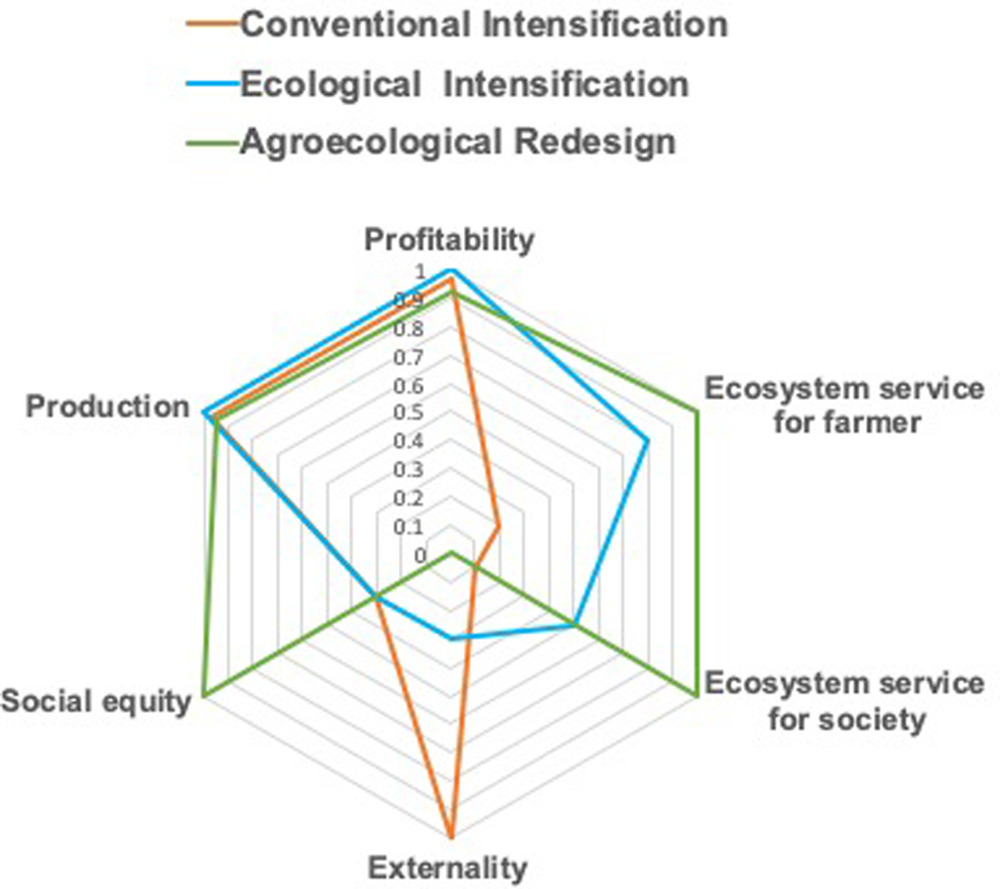 Conventional Intensification
Ecological Intensification
Agroecological Redesign
Profitability
1
0.9
0.8
0.7
0.6
0.5
0.4
0.3
0.2
0.1
0
Ecosystem service
for farmer
Production
Ecosystem service
for society
Social equity
Externality